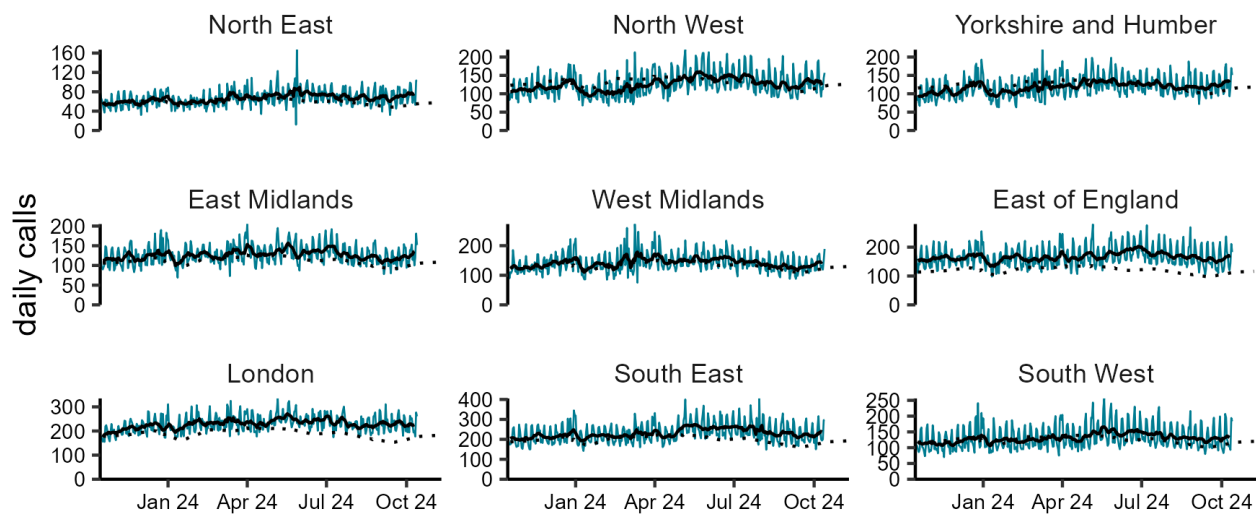 North East North West Yorkshire and Humber
160 200 200
120 150 150
80 100 100
40 50 50
0 0 0
East Midlands West Midlands East of England
200 200 200
150
100 100 100
50
0 0 0
daily calls
London South East South West
300 400 250
200 300 200
100 200 150
0 100 100
0 50
0
Jan 24 Apr 24 Jul 24 Oct 24 Jan 24 Apr 24 Jul 24 Oct 24 Jan 24 Apr 24 Jul 24 Oct 24